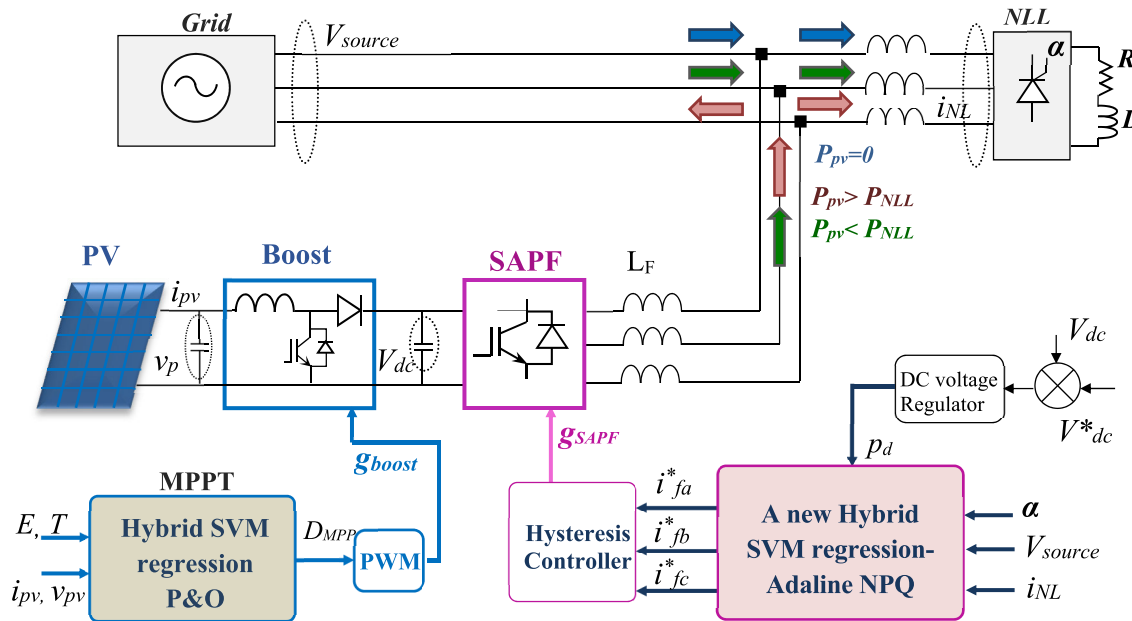 Grid
V_source
NLL
α
R
L
i_NL
P_pv=0
P_pv> P_NLL
P_pv< P_NLL
PV
Boost
SAPF
L_F
i_pv
v_p
V_dc
V_dc
DC voltage
Regulator
V*_dc
p_d
g_boost
g_SAPF
MPPT
E, T
i_pv, v_pv
Hybrid SVM
regression
P&O
D_MPP
PWM
Hysteresis
Controller
i*_fa
i*_fb
i*_fc
A new Hybrid
SVM regression-
Adaline NPQ
α
V_source
i_NL